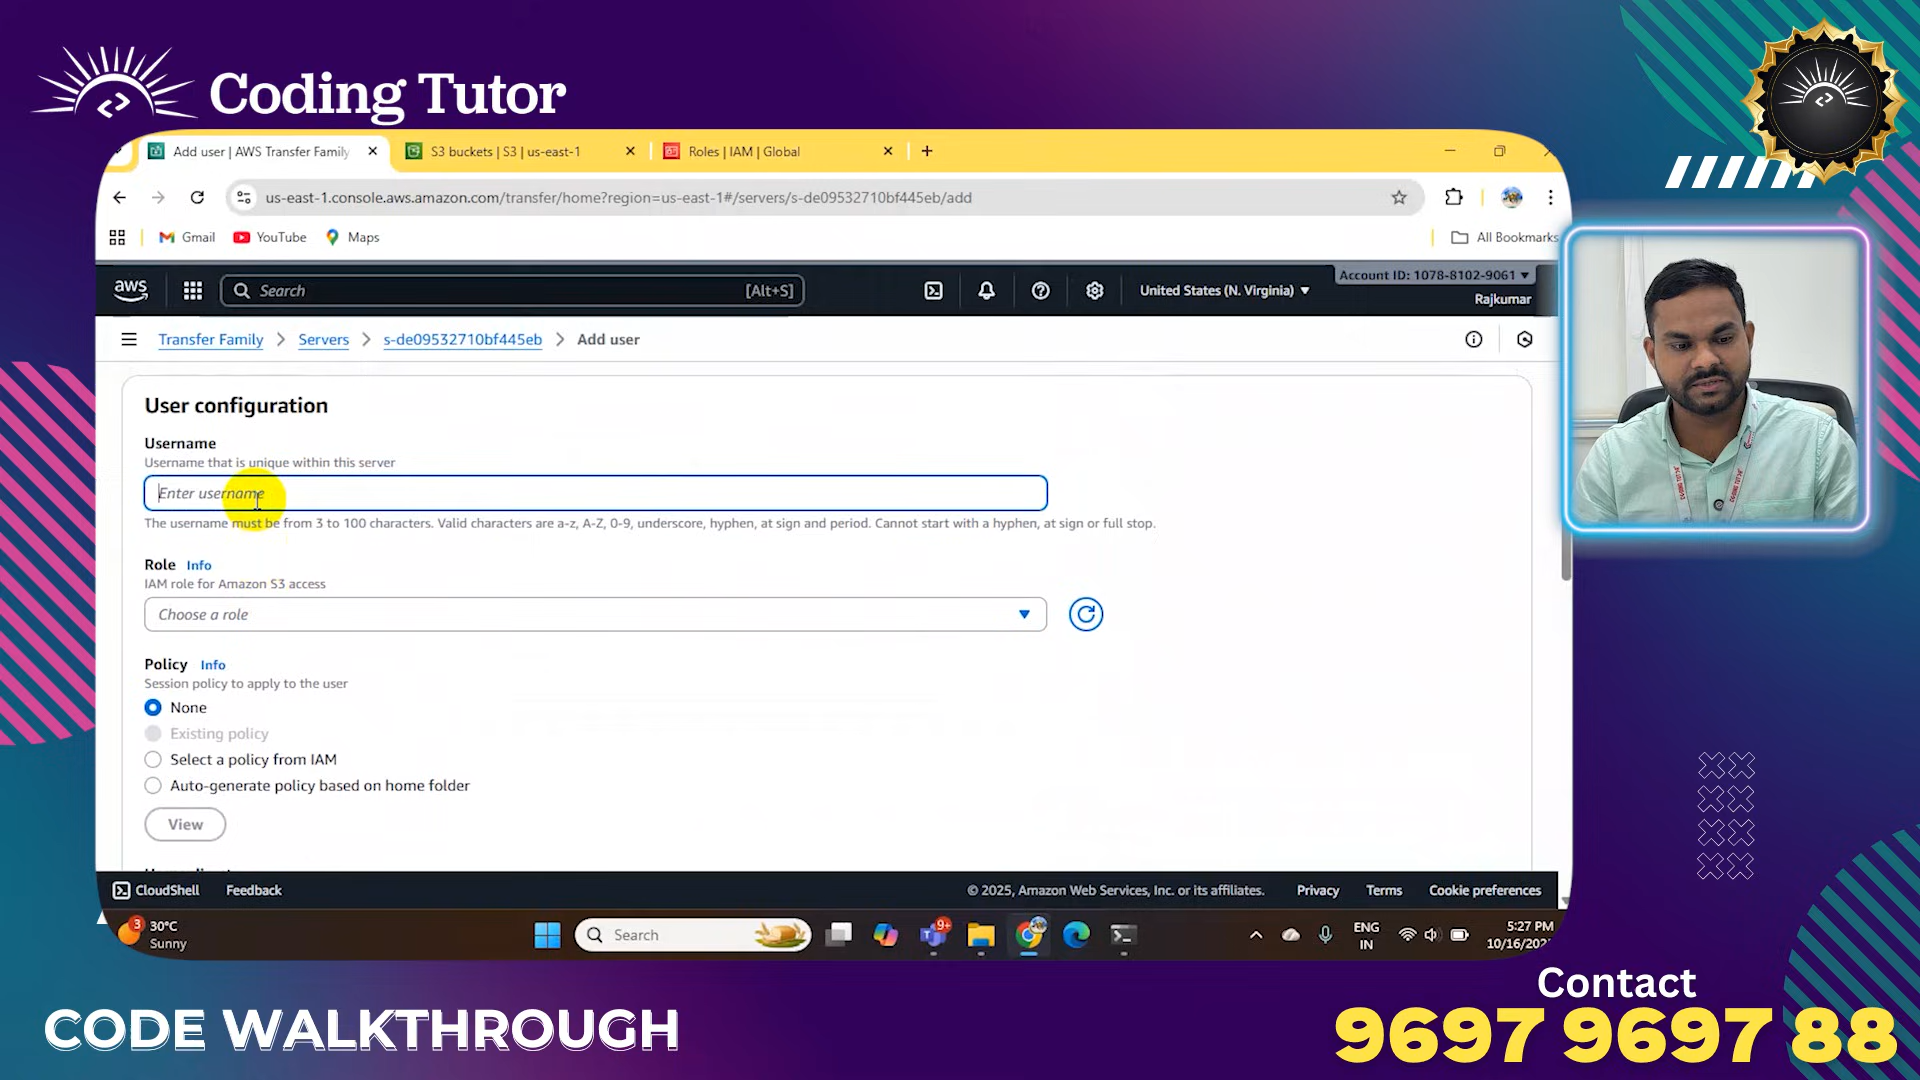 Coding Tutor
Add user | AWS Transfer Family
S3 buckets | S3 | us-east-1
Roles | IAM | Global
us-east-1.console.aws.amazon.com/transfer/home?region=us-east-1#/servers/s-de09532710bf445eb/add
Gmail
YouTube
Maps
All Bookmarks
aws
Search
[Alt+S]
United States (N. Virginia)
Account ID: 1078-8102-9061
Rajkumar
Transfer Family
Servers
s-de09532710bf445eb
Add user
User configuration
Username
Username that is unique within this server
Enter username
The username must be from 3 to 100 characters. Valid characters are a-z, A-Z, 0-9, underscore, hyphen, at sign and period. Cannot start with a hyphen, at sign or full stop.
Role Info
IAM role for Amazon S3 access
Choose a role
Policy Info
Session policy to apply to the user
None
Existing policy
Select a policy from IAM
Auto-generate policy based on home folder
View
CloudShell
Feedback
© 2025, Amazon Web Services, Inc. or its affiliates.
Privacy
Terms
Cookie preferences
3
30°C
Sunny
Search
9+
ENG
IN
5:27 PM
Contact
CODE WALKTHROUGH
9697 9697 88